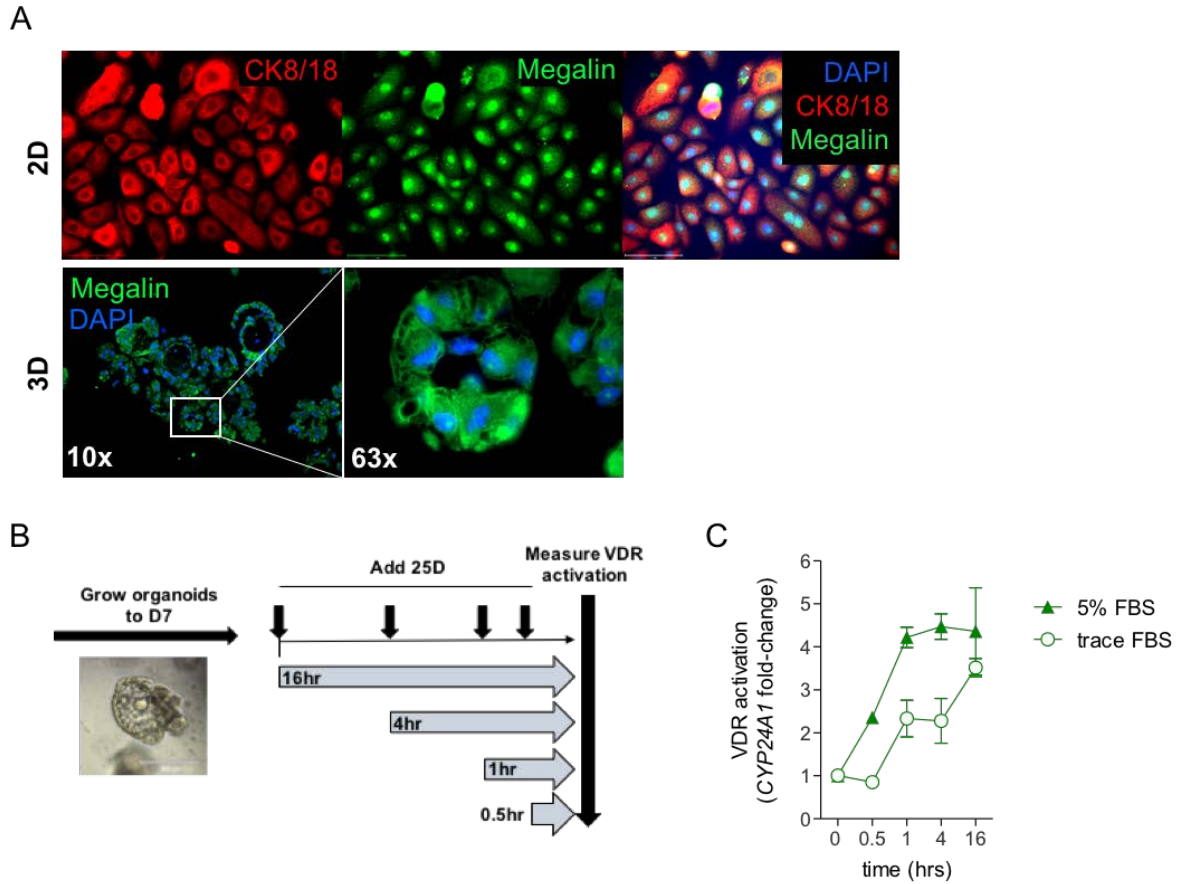 A
2D
CK8/18
Megalin
DAPI
CK8/18
Megalin
3D
Megalin
DAPI
10x
63x
B
Grow organoids
to D7
Add 25D
Measure VDR
activation
16hr
4hr
1hr
0.5hr
C
VDR activation
(CYP24A1 fold-change)
6
5
4
3
2
1
0
0
0.5
1
4
16
time (hrs)
5% FBS
trace FBS